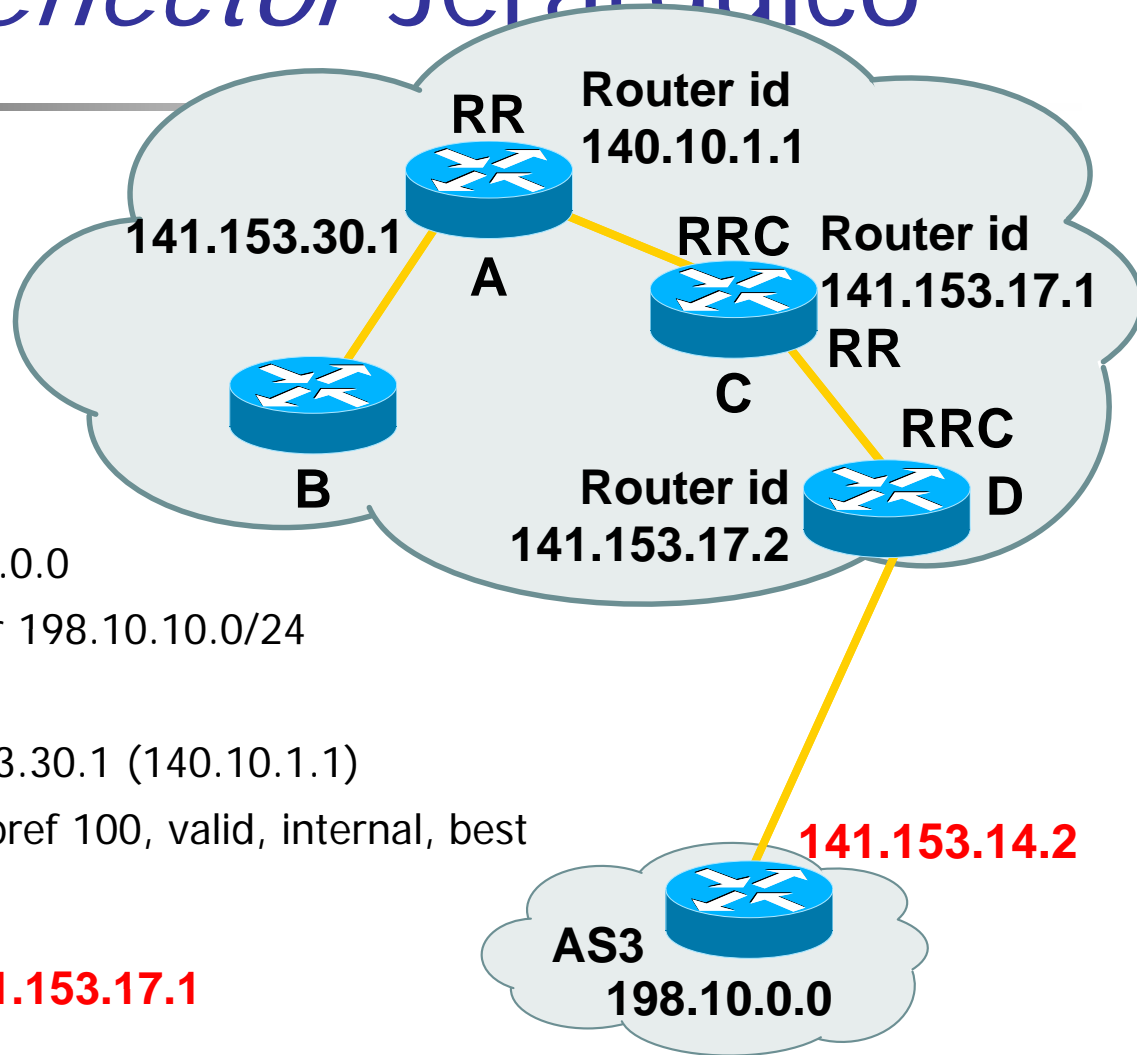 Jerárquico
RR
Router id
140.10.1.1
141.153.30.1
A
RRC
Router id
141.153.17.1
RR
C
B
RRC
D
Router id
141.153.17.2
.0.0
198.10.10.0/24
3.30.1 (140.10.1.1)
pref 100, valid, internal, best
141.153.14.2
AS3
198.10.0.0
1.153.17.1